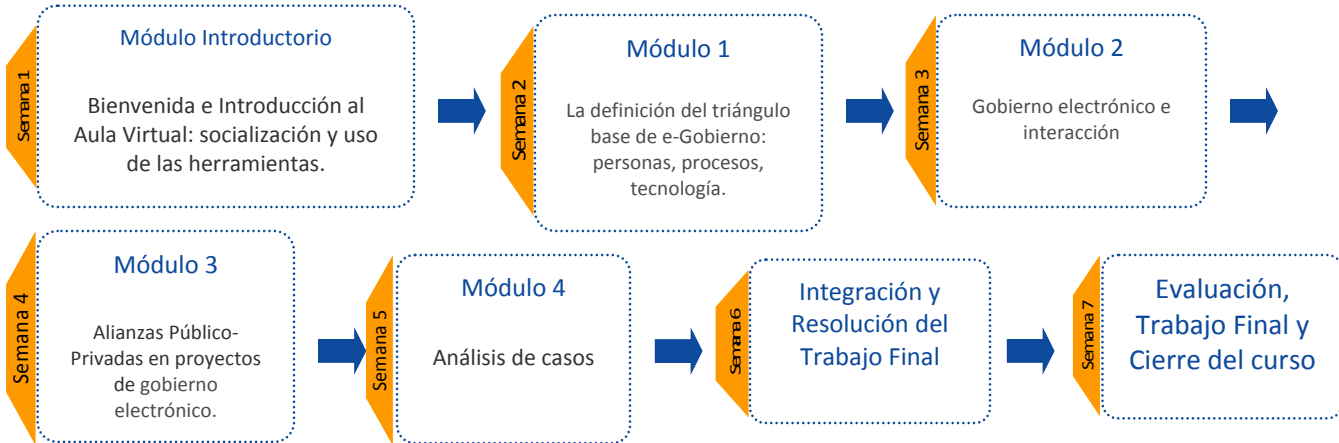 Semana 1
Módulo Introductorio
Bienvenida e Introducción al
Aula Virtual: socialización y uso
de las herramientas.
Semana 2
Módulo 1
La definición del triángulo
base de e-Gobierno:
personas, procesos,
tecnología.
Semana 3
Módulo 2
Gobierno electrónico e
interacción
Semana 4
Módulo 3
Alianzas Público-
Privadas en proyectos
de gobierno
electrónico.
Semana 5
Módulo 4
Análisis de casos
Semana 6
Integración y
Resolución del
Trabajo Final
Semana 7
Evaluación,
Trabajo Final y
Cierre del curso